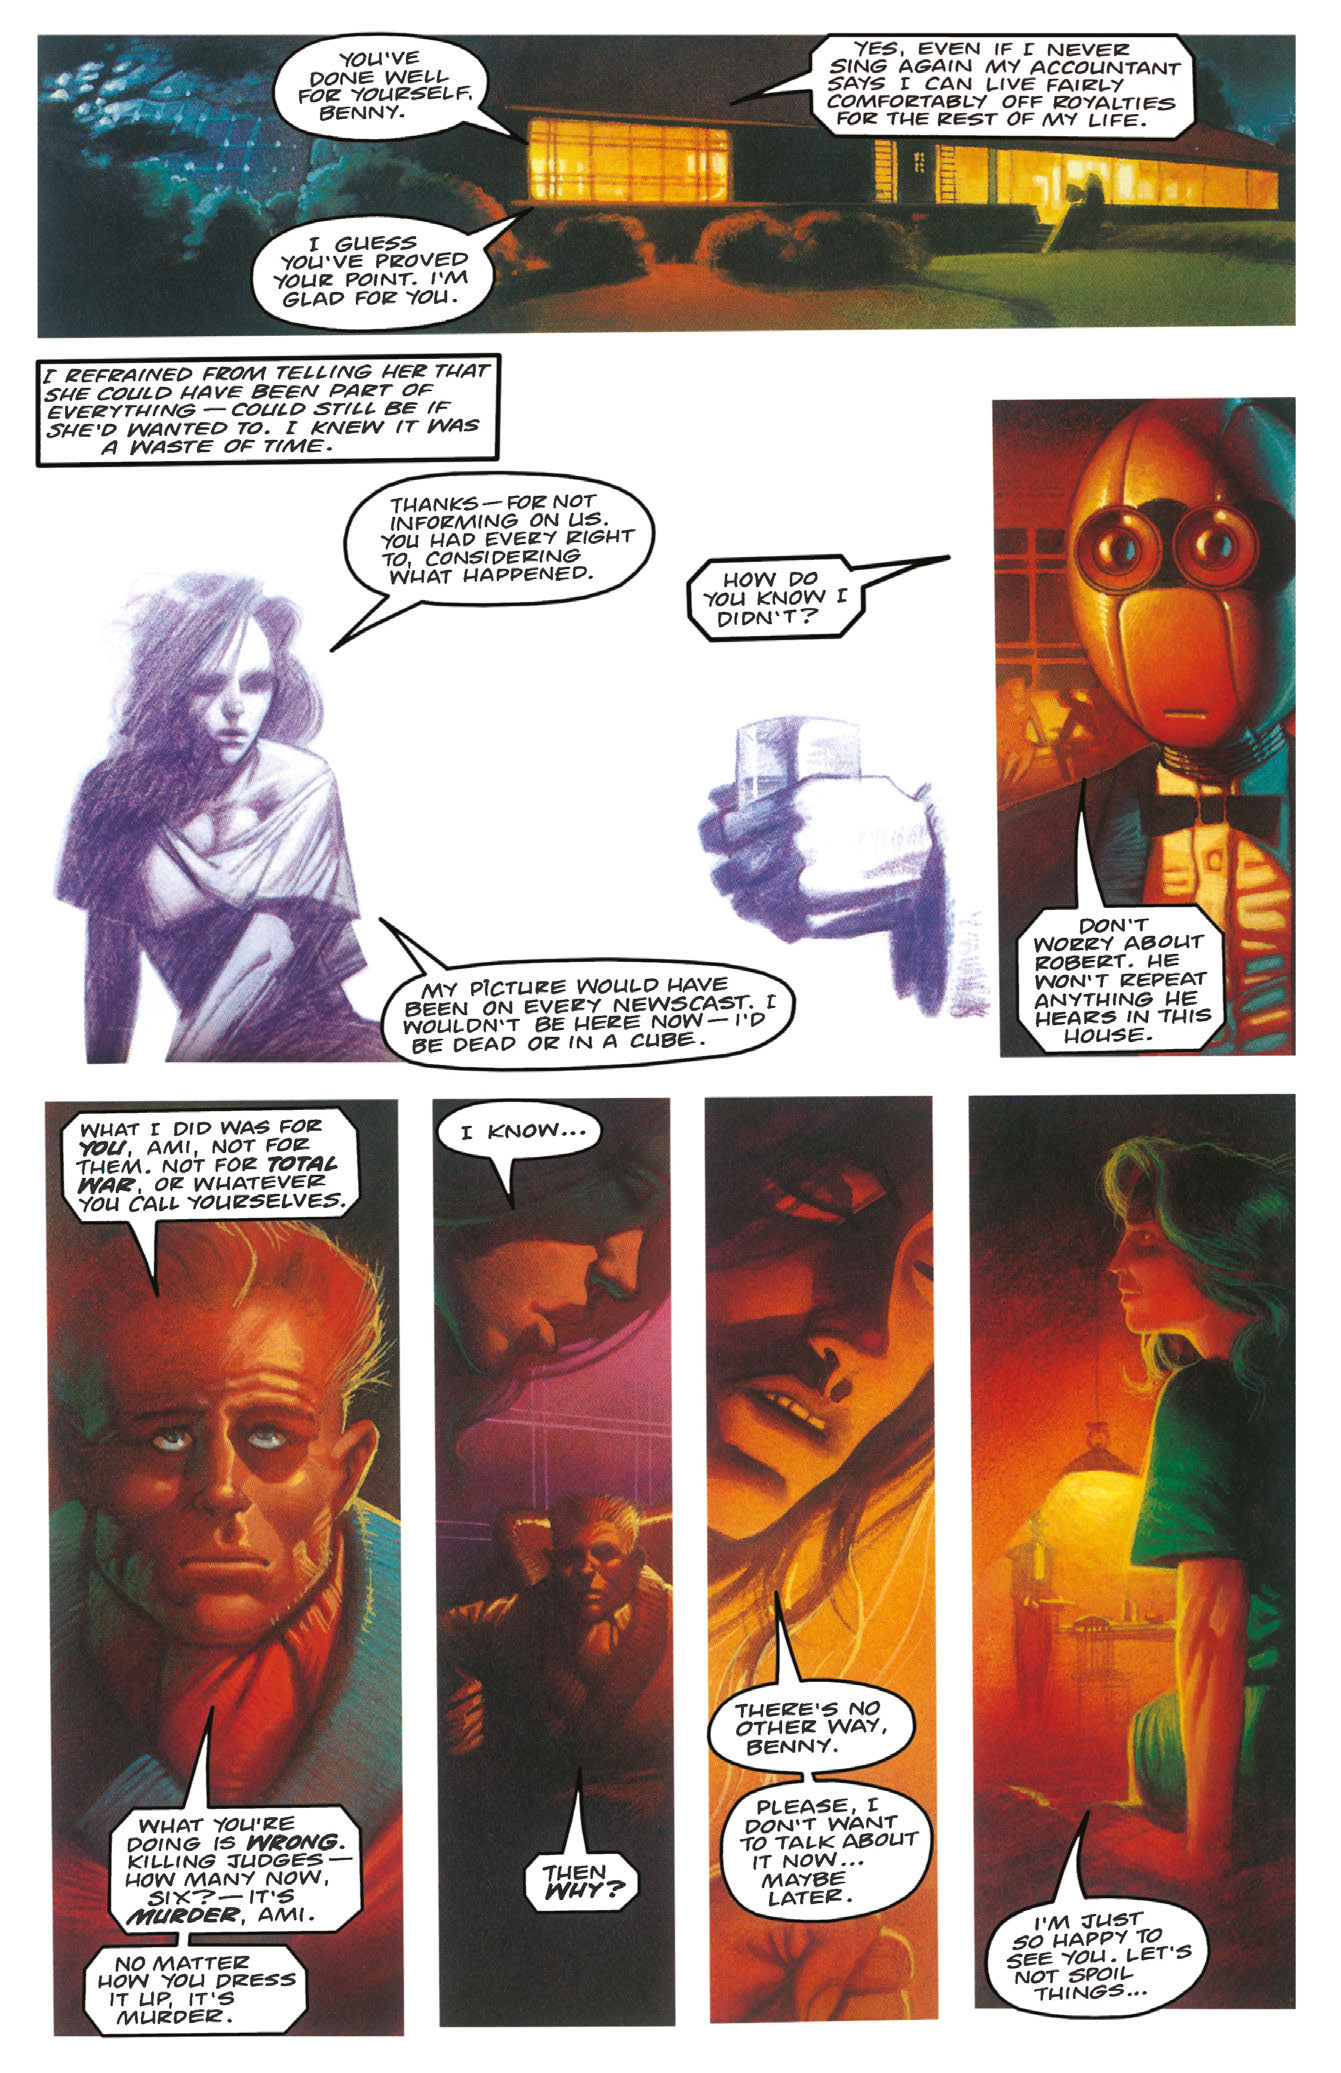 YOU'VE
DONE WELL
FOR YOURSELF,
BENNY.
YES, EVEN IF I NEVER
SING AGAIN MY ACCOUNTANT
SAYS I CAN LIVE FAIRLY
COMFORTABLY OFF ROYALTIES
FOR THE REST OF MY LIFE.
I GUESS
YOU'VE PROVED
YOUR POINT. I'M
GLAD FOR YOU.
I REFRAINED FROM TELLING HER THAT
SHE COULD HAVE BEEN PART OF
EVERYTHING — COULD STILL BE IF
SHE'D WANTED TO. I KNEW IT WAS
A WASTE OF TIME.
THANKS — FOR NOT
INFORMING ON US.
YOU HAD EVERY RIGHT
TO, CONSIDERING
WHAT HAPPENED.
HOW DO
YOU KNOW I
DIDN'T?
MY PICTURE WOULD HAVE
BEEN ON EVERY NEWSCAST. I
WOULDN'T BE HERE NOW — I'D
BE DEAD OR IN A CUBE.
DON'T
WORRY ABOUT
ROBERT. HE
WON'T REPEAT
ANYTHING HE
HEARS IN THIS
HOUSE.
WHAT I DID WAS FOR
YOU, AMI, NOT FOR
THEM. NOT FOR TOTAL
WAR, OR WHATEVER
YOU CALL YOURSELVES.
WHAT YOU'RE
DOING IS WRONG.
KILLING JUDGES —
HOW MANY NOW,
SIX? — IT'S
MURDER, AMI.
NO MATTER
HOW YOU DRESS
IT UP, IT'S
MURDER.
I KNOW...
THEN
WHY?
THERE'S NO
OTHER WAY,
BENNY.
PLEASE, I
DON'T WANT
TO TALK ABOUT
IT NOW...
MAYBE
LATER.
I'M JUST
SO HAPPY TO
SEE YOU. LET'S
NOT SPOIL
THINGS...